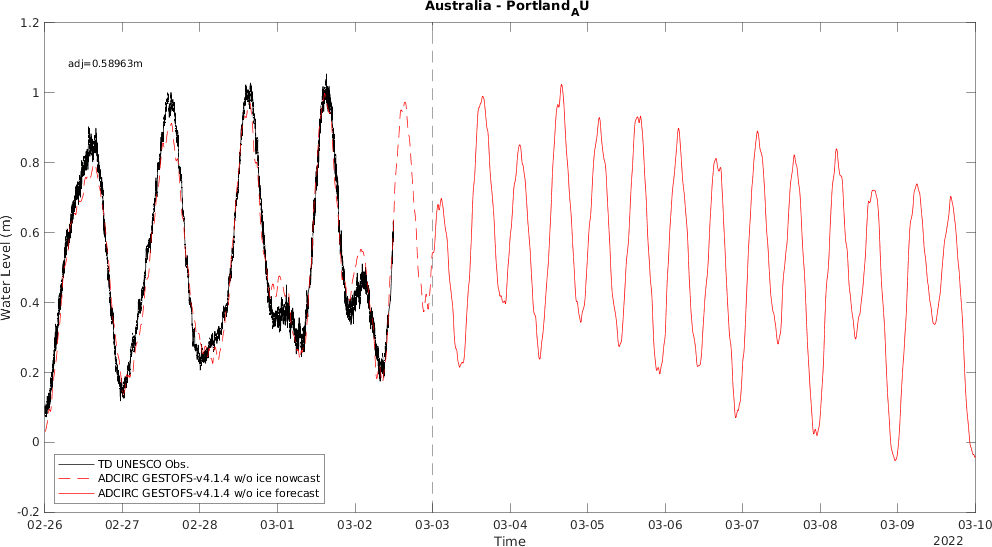 Australia - Portland_AU
1.2
adj=0.58963m
1
0.8
0.6
Water Level (m)
0.4
0.2
0
TD UNESCO Obs.
ADCIRC GESTOFS-v4.1.4 w/o ice nowcast
ADCIRC GESTOFS-v4.1.4 w/o ice forecast
-0.2
02-26 02-27 02-28 03-01 03-02 03-03 03-04 03-05 03-06 03-07 03-08 03-09 03-10
Time
2022